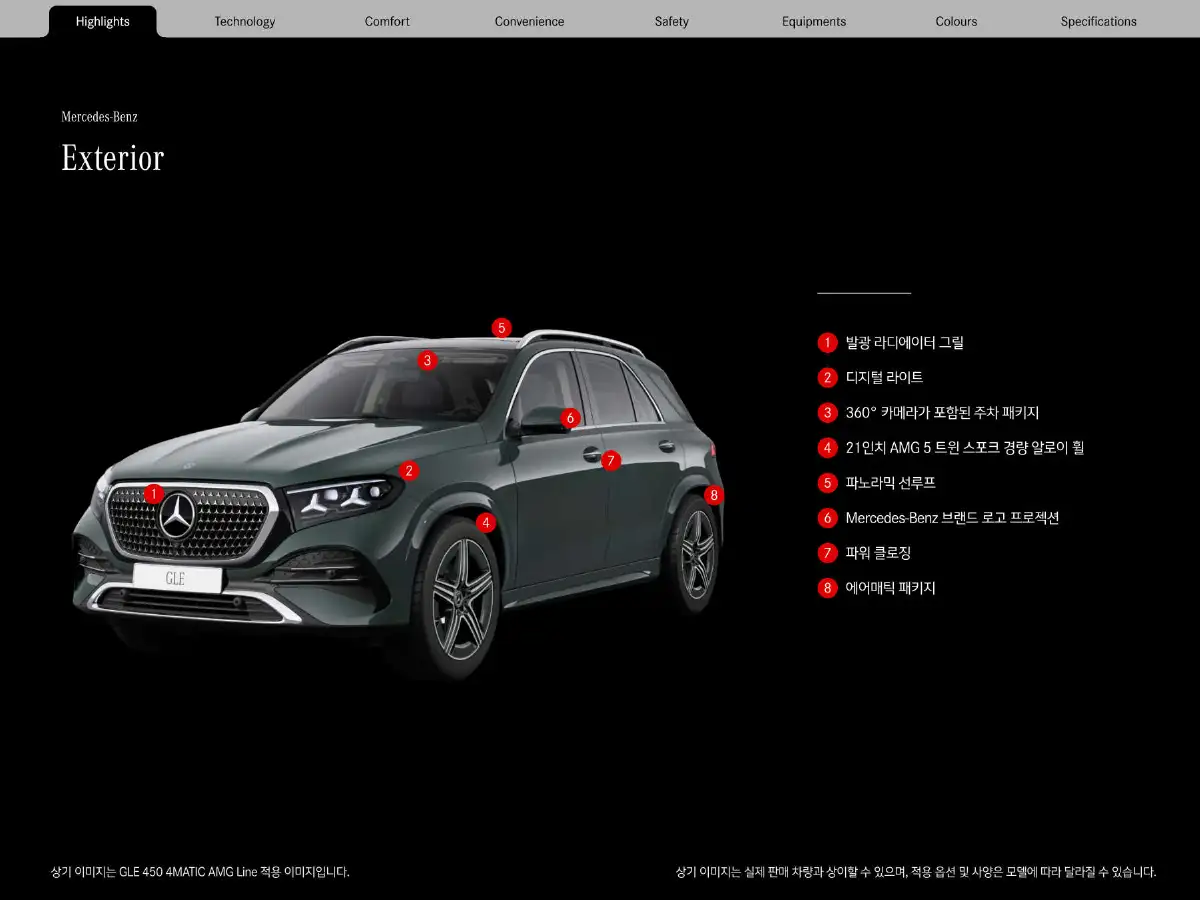 Highlights Technology Comfort Convenience Safety Equipments Colours Specifications
Mercedes-Benz
Exterior
5
3
6
7
2
1
8
4
GLE
1 발광 라디에이터 그릴
2 디지털 라이트
3 360° 카메라가 포함된 주차 패키지
4 21인치 AMG 5 트윈 스포크 경량 알로이 휠
5 파노라믹 선루프
6 Mercedes-Benz 브랜드 로고 프로젝션
7 파워 클로징
8 에어매틱 패키지
상기 이미지는 GLE 450 4MATIC AMG Line 적용 이미지입니다.
상기 이미지는 실제 판매 차량과 상이할 수 있으며, 적용 옵션 및 사양은 모델에 따라 달라질 수 있습니다.